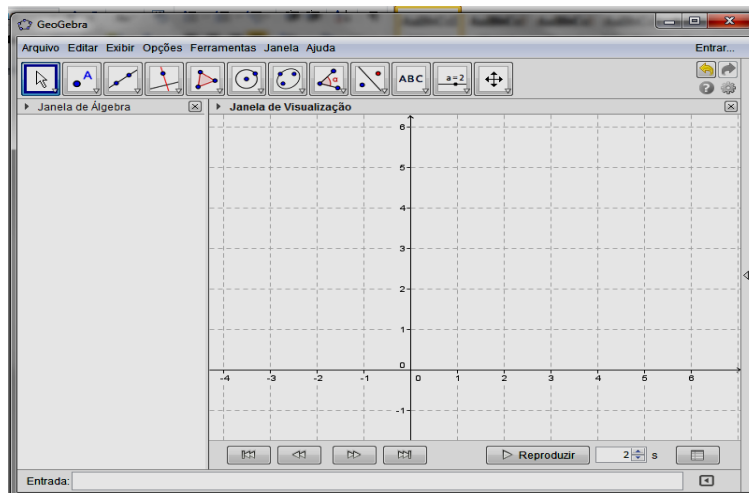 GeoGebra
Arquivo Editar Exibir Opções Ferramentas Janela Ajuda Entrar...
A α ABC a=2
Janela de Álgebra Janela de Visualização
6
5
4
3
2
1
0
-4 -3 -2 -1 0 1 2 3 4 5 6
-1
Reproduzir 2 s
Entrada: